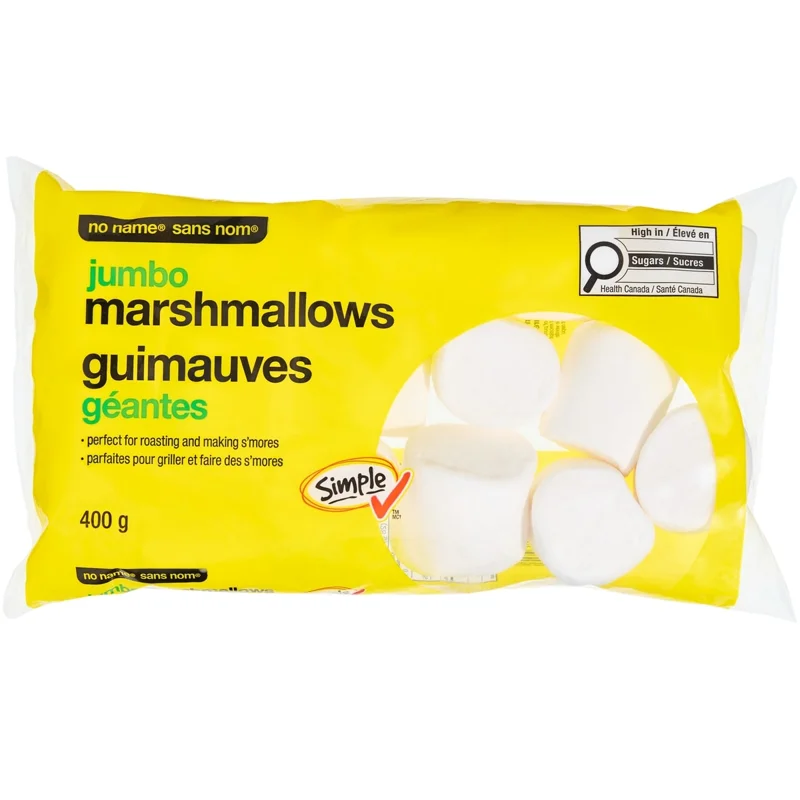 no name® sans nom®
jumbo
marshmallows
guimauves
géantes
• perfect for roasting and making s'mores
• parfaites pour griller et faire des s'mores
400 g
High in / Élevé en
Sugars / Sucres
Health Canada / Santé Canada
Simple
TM
MC
no name® sans nom®